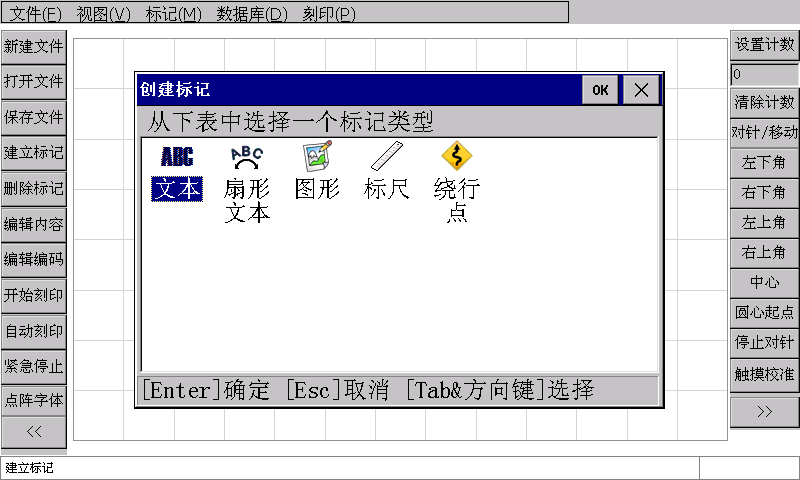 文件(F) 视图(V) 标记(M) 数据库(D) 刻印(P)
新建文件
打开文件
保存文件
建立标记
删除标记
编辑内容
编辑编码
开始刻印
自动刻印
紧急停止
点阵字体
<<
创建标记 OK ×
从下表中选择一个标记类型
ABC ABC
文本 扇形文本 图形 标尺 绕行点
[Enter]确定 [Esc]取消 [Tab&方向键]选择
设置计数
0
清除计数
对针/移动
左下角
右下角
左上角
右上角
中心
圆心起点
停止对针
触摸校准
>>
建立标记